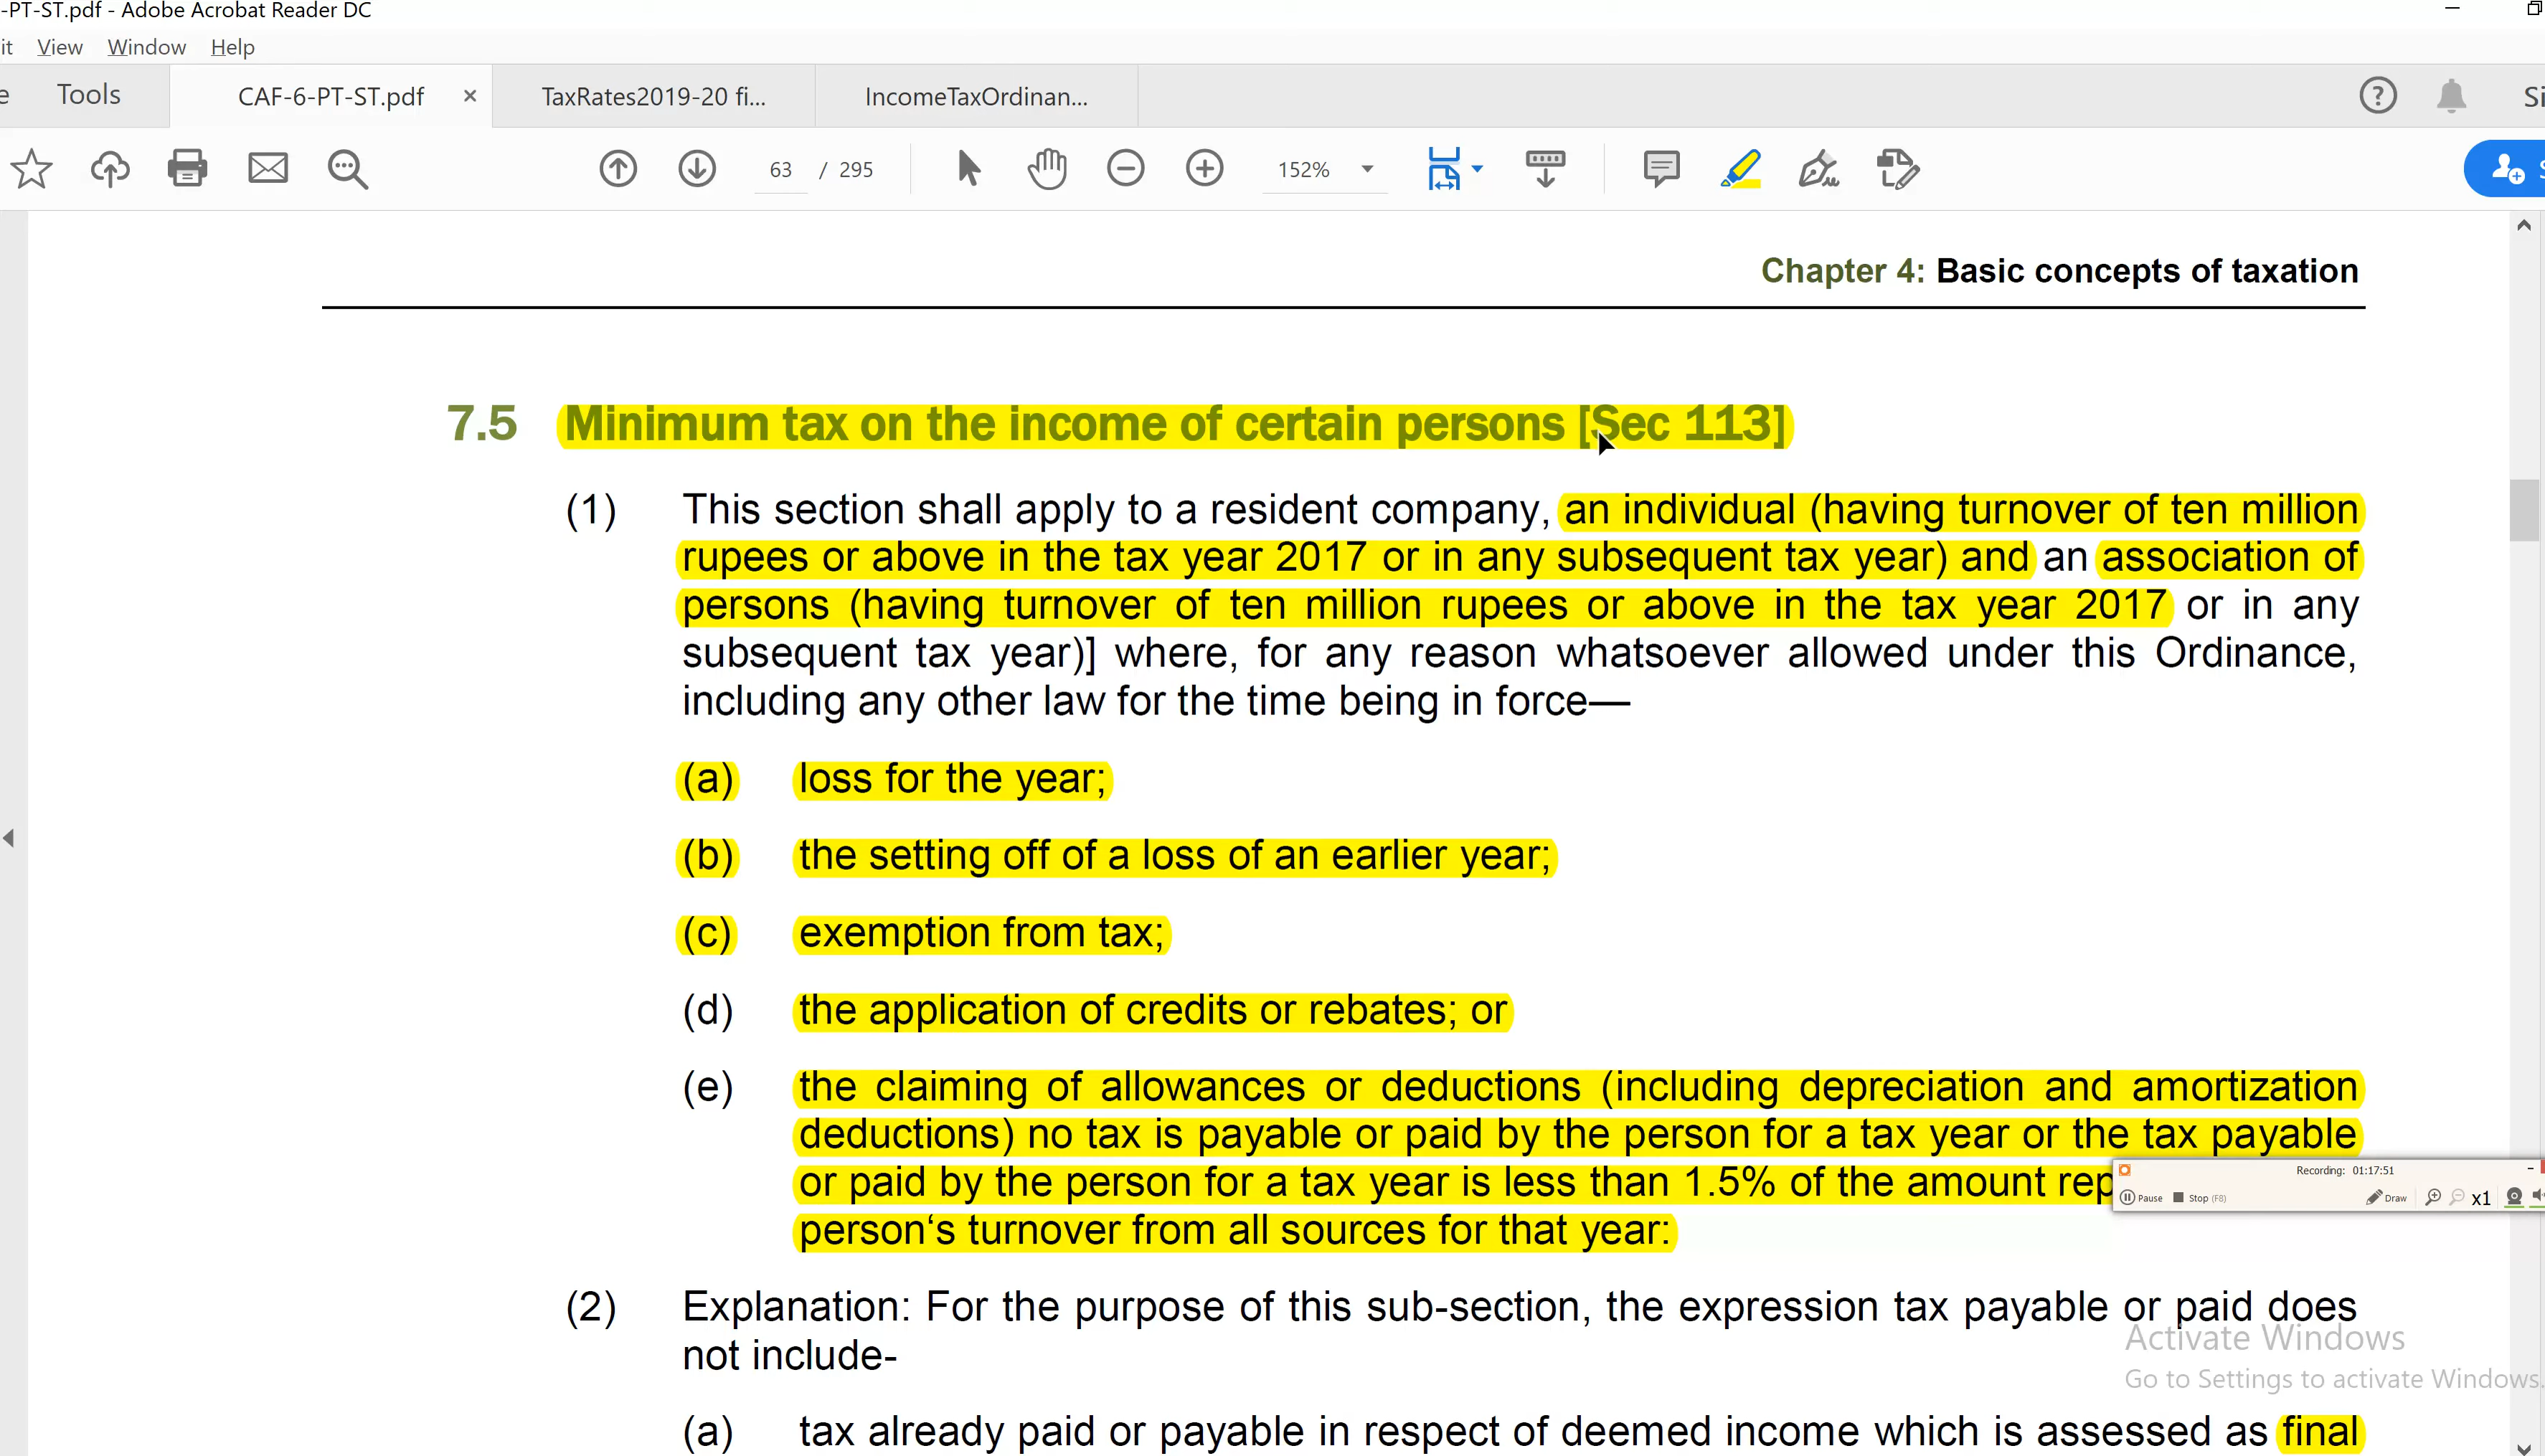 -PT-ST.pdf - Adobe Acrobat Reader DC
it View Window Help
e Tools CAF-6-PT-ST.pdf × TaxRates2019-20 fi... IncomeTaxOrdinan... ? Si
63 / 295 152%
Chapter 4: Basic concepts of taxation
7.5 Minimum tax on the income of certain persons [Sec 113]
(1) This section shall apply to a resident company, an individual (having turnover of ten million
rupees or above in the tax year 2017 or in any subsequent tax year) and an association of
persons (having turnover of ten million rupees or above in the tax year 2017 or in any
subsequent tax year)] where, for any reason whatsoever allowed under this Ordinance,
including any other law for the time being in force—
(a) loss for the year;
(b) the setting off of a loss of an earlier year;
(c) exemption from tax;
(d) the application of credits or rebates; or
(e) the claiming of allowances or deductions (including depreciation and amortization
deductions) no tax is payable or paid by the person for a tax year or the tax payable
or paid by the person for a tax year is less than 1.5% of the amount rep
person‘s turnover from all sources for that year:
Recording: 01:17:51
Pause Stop (F8) Draw x1
(2) Explanation: For the purpose of this sub-section, the expression tax payable or paid does
not include-
Activate Windows
Go to Settings to activate Windows.
(a) tax already paid or payable in respect of deemed income which is assessed as final